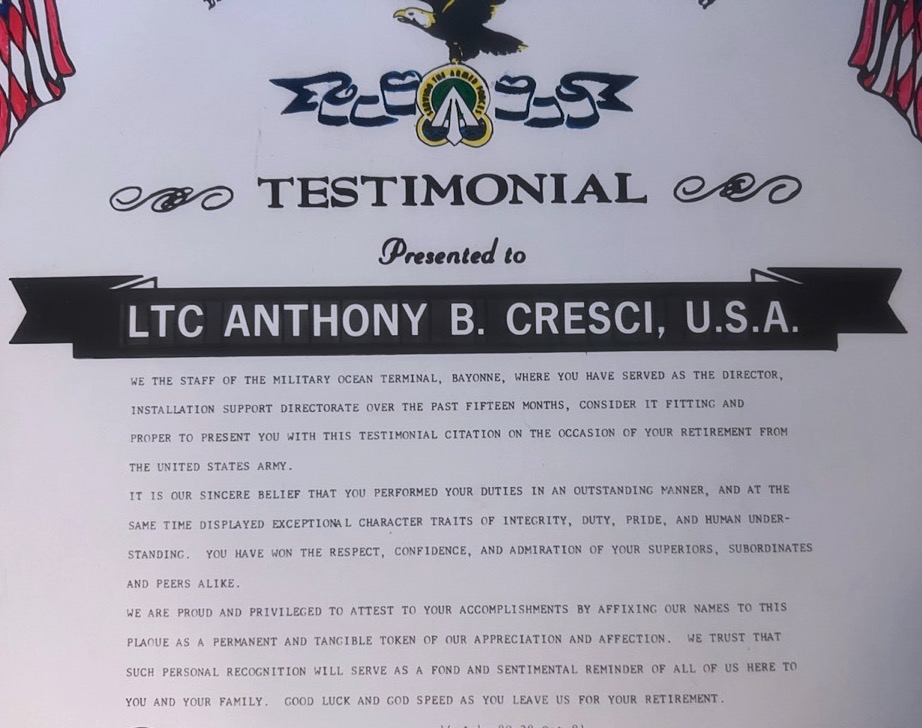 SERVING THE ARMED FORCES
TESTIMONIAL
Presented to
LTC ANTHONY B. CRESCI, U.S.A.
WE THE STAFF OF THE MILITARY OCEAN TERMINAL, BAYONNE, WHERE YOU HAVE SERVED AS THE DIRECTOR,
INSTALLATION SUPPORT DIRECTORATE OVER THE PAST FIFTEEN MONTHS, CONSIDER IT FITTING AND
PROPER TO PRESENT YOU WITH THIS TESTIMONIAL CITATION ON THE OCCASION OF YOUR RETIREMENT FROM
THE UNITED STATES ARMY.
IT IS OUR SINCERE BELIEF THAT YOU PERFORMED YOUR DUTIES IN AN OUTSTANDING MANNER, AND AT THE
SAME TIME DISPLAYED EXCEPTIONAL CHARACTER TRAITS OF INTEGRITY, DUTY, PRIDE, AND HUMAN UNDER-
STANDING. YOU HAVE WON THE RESPECT, CONFIDENCE, AND ADMIRATION OF YOUR SUPERIORS, SUBORDINATES
AND PEERS ALIKE.
WE ARE PROUD AND PRIVILEGED TO ATTEST TO YOUR ACCOMPLISHMENTS BY AFFIXING OUR NAMES TO THIS
PLAQUE AS A PERMANENT AND TANGIBLE TOKEN OF OUR APPRECIATION AND AFFECTION. WE TRUST THAT
SUCH PERSONAL RECOGNITION WILL SERVE AS A FOND AND SENTIMENTAL REMINDER OF ALL OF US HERE TO
YOU AND YOUR FAMILY. GOOD LUCK AND GOD SPEED AS YOU LEAVE US FOR YOUR RETIREMENT.